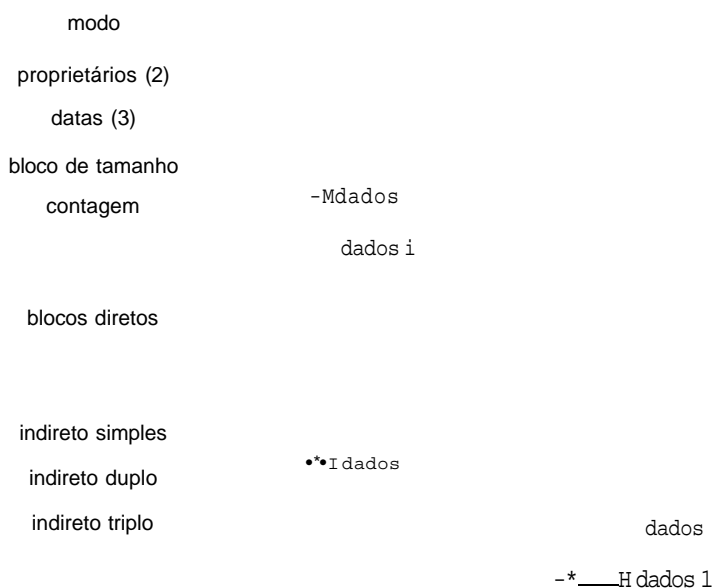 modo
proprietários (2)
datas (3)
bloco de tamanho
contagem
-Mdados
dados i
blocos diretos
indireto simples
indireto duplo
•*•I dados
indireto triplo
dados
-*____H dados 1